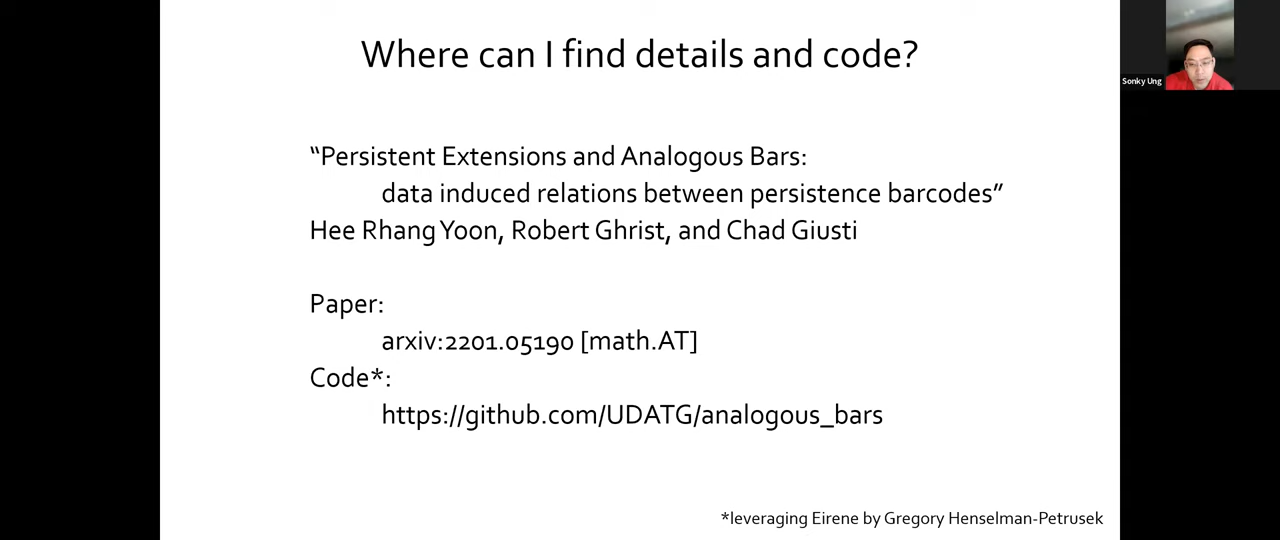 Where can I find details and code?
Sonky Ung
“Persistent Extensions and Analogous Bars:
data induced relations between persistence barcodes”
Hee Rhang Yoon, Robert Ghrist, and Chad Giusti
Paper:
arxiv:2201.05190 [math.AT]
Code*:
https://github.com/UDATG/analogous_bars
*leveraging Eirene by Gregory Henselman-Petrusek